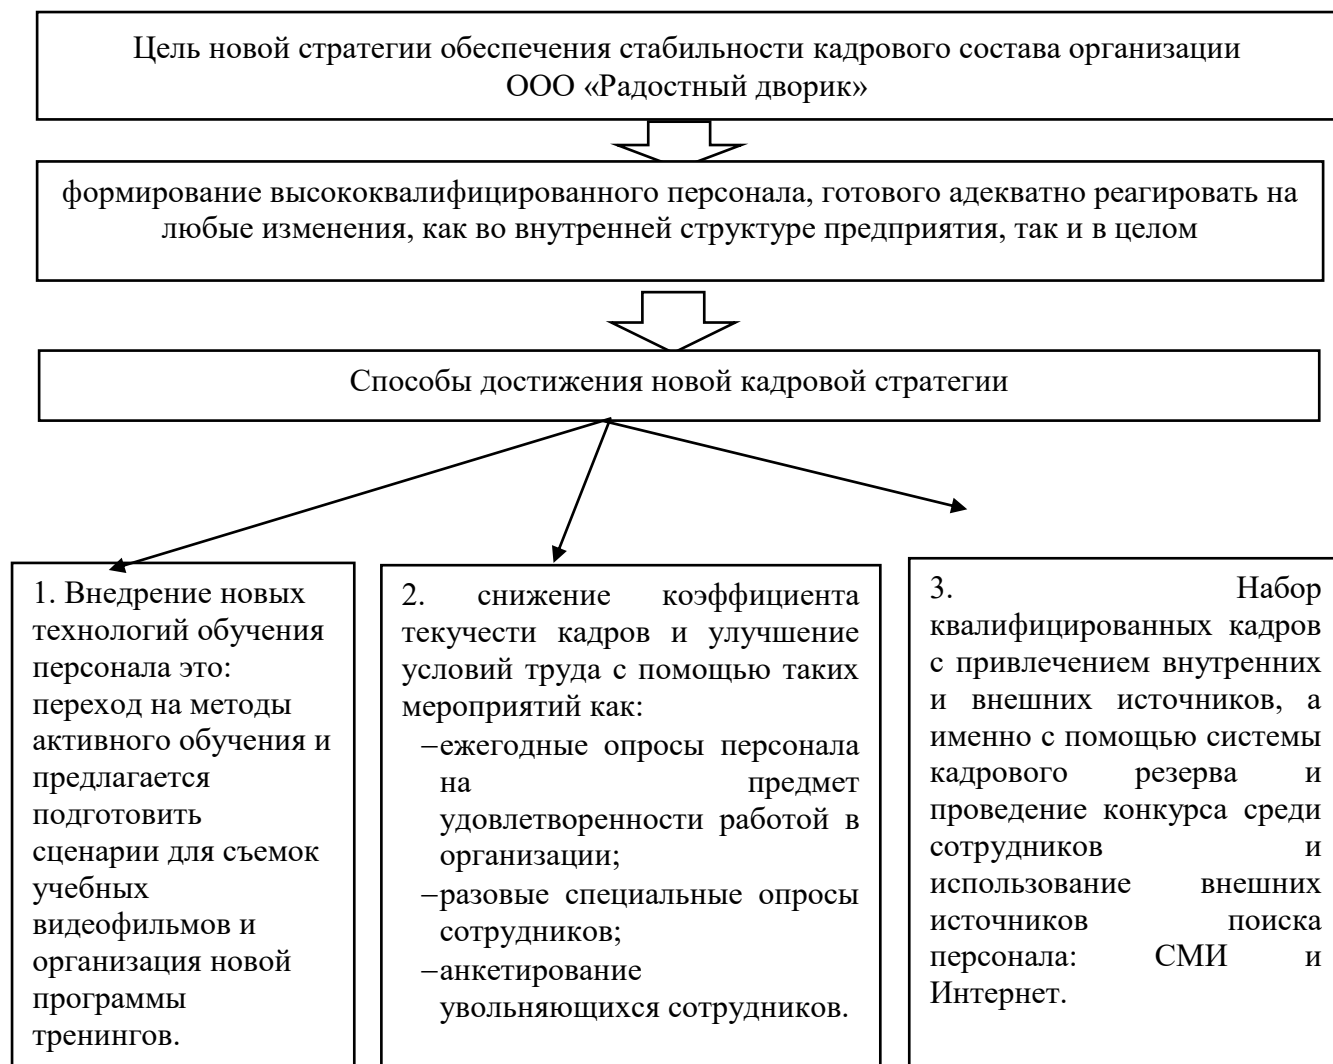 Цель новой стратегии обеспечения стабильности кадрового состава организации
ООО «Радостный дворик»
формирование высококвалифицированного персонала, готового адекватно реагировать на
любые изменения, как во внутренней структуре предприятия, так и в целом
Способы достижения новой кадровой стратегии
1. Внедрение новых
технологий обучения
персонала это:
переход на методы
активного обучения и
предлагается
подготовить
сценарии для съемок
учебных
видеофильмов и
организация новой
программы
тренингов.
2. снижение коэффициента
текучести кадров и улучшение
условий труда с помощью таких
мероприятий как:
–ежегодные опросы персонала
на предмет
удовлетворенности работой в
организации;
–разовые специальные опросы
сотрудников;
–анкетирование
увольняющихся сотрудников.
3. Набор
квалифицированных кадров
с привлечением внутренних
и внешних источников, а
именно с помощью системы
кадрового резерва и
проведение конкурса среди
сотрудников и
использование внешних
источников поиска
персонала: СМИ и
Интернет.